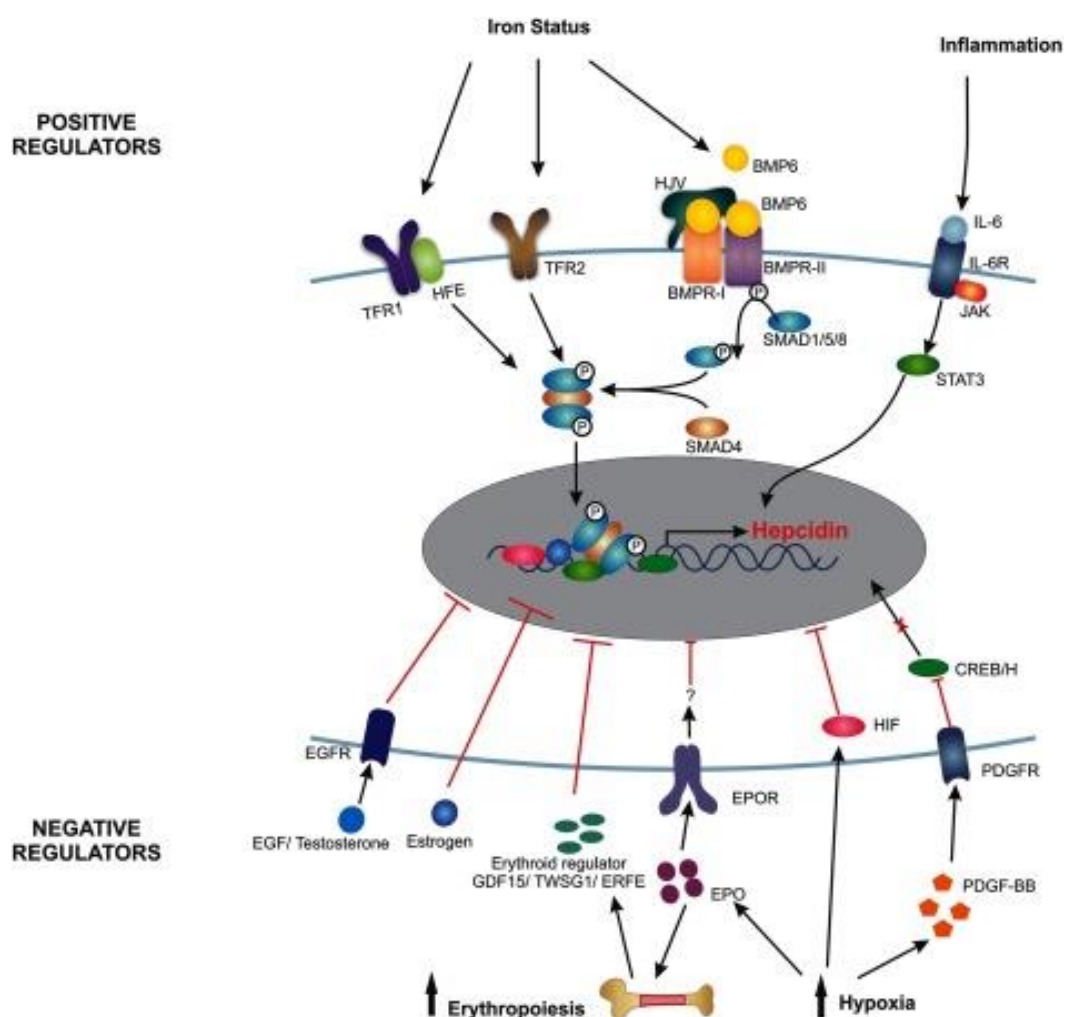 Iron Status
Inflammation
POSITIVE
REGULATORS
BMP6
HJV
BMP6
IL-6
TFR2
BMPR-II
IL-6R
HFE
TFR1
BMPR-I
JAK
P
SMAD1/5/8
P
P
STAT3
P
SMAD4
P
Hepcidin
P
CREB/H
?
HIF
EGFR
PDGFR
EPOR
NEGATIVE
REGULATORS
EGF/ Testosterone
Estrogen
Erythroid regulator
GDF15/ TWSG1/ ERFE
EPO
PDGF-BB
Erythropoiesis
Hypoxia